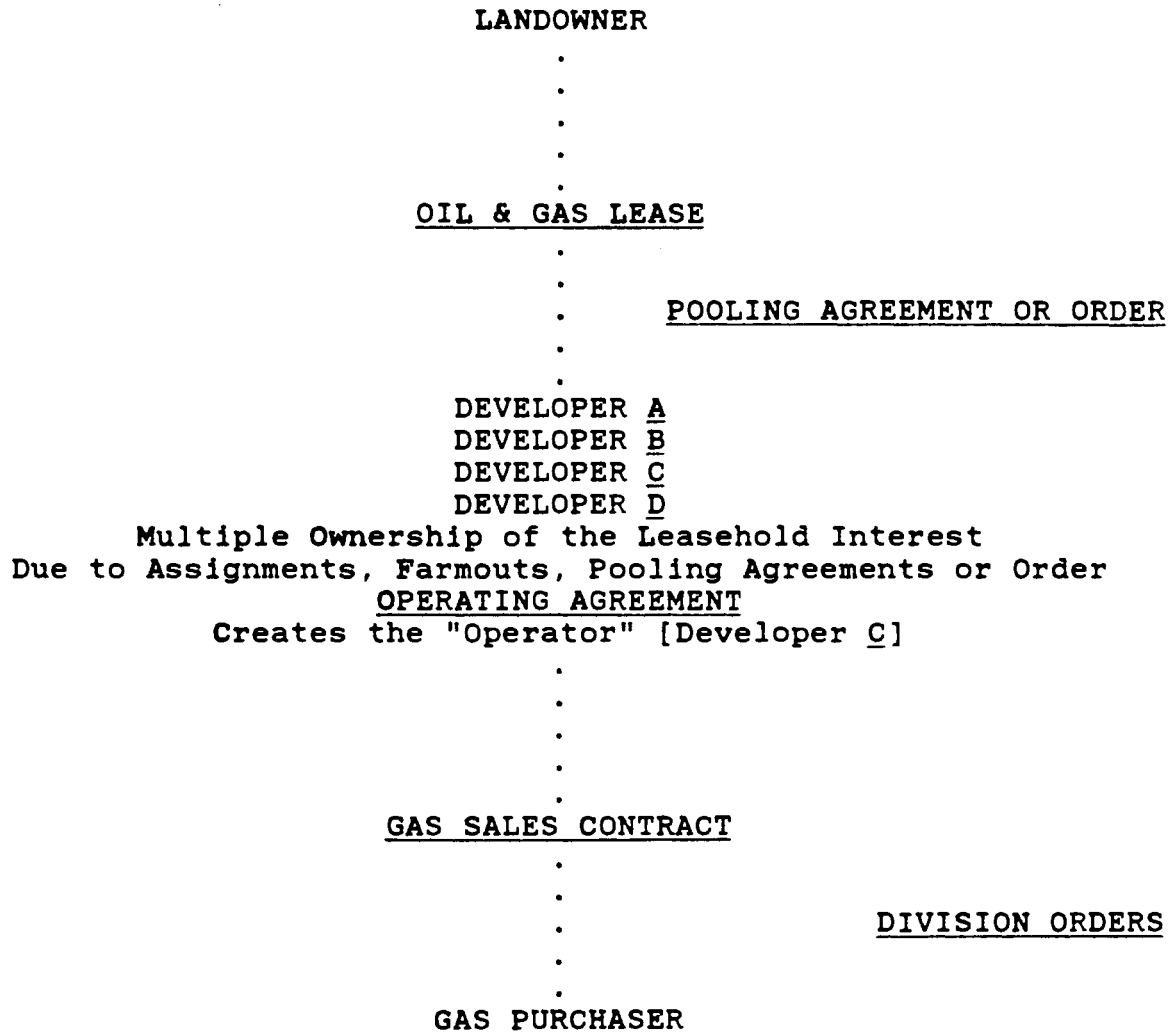 LANDOWNER
.
.
.
.
.
OIL & GAS LEASE
.
.
. POOLING AGREEMENT OR ORDER
.
.
DEVELOPER A
DEVELOPER B
DEVELOPER C
DEVELOPER D
Multiple Ownership of the Leasehold Interest
Due to Assignments, Farmouts, Pooling Agreements or Order
OPERATING AGREEMENT
Creates the "Operator" [Developer C]
.
.
.
.
.
GAS SALES CONTRACT
.
.
. DIVISION ORDERS
.
.
GAS PURCHASER